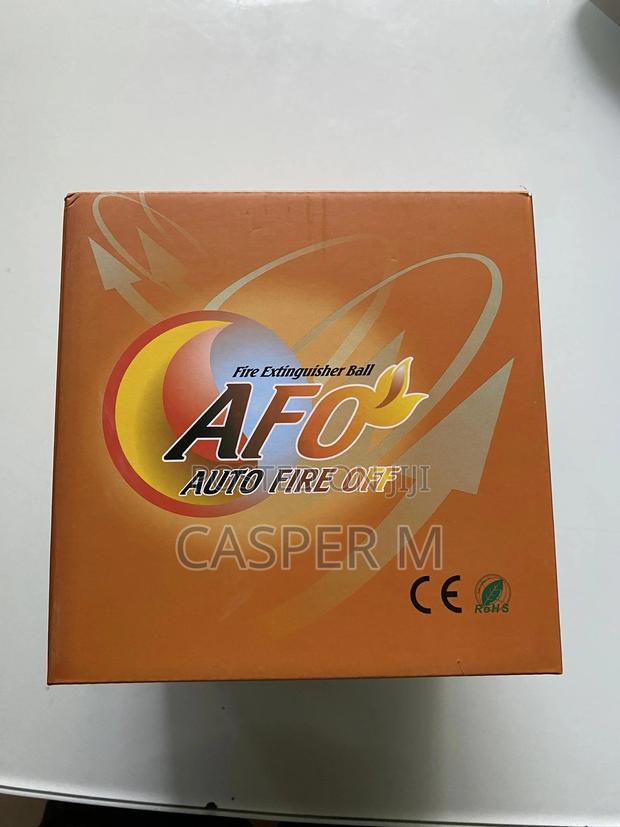 Fire Extinguisher Ball
AFO
AUTO FIRE OFF
CASPER M
CE
RoHS